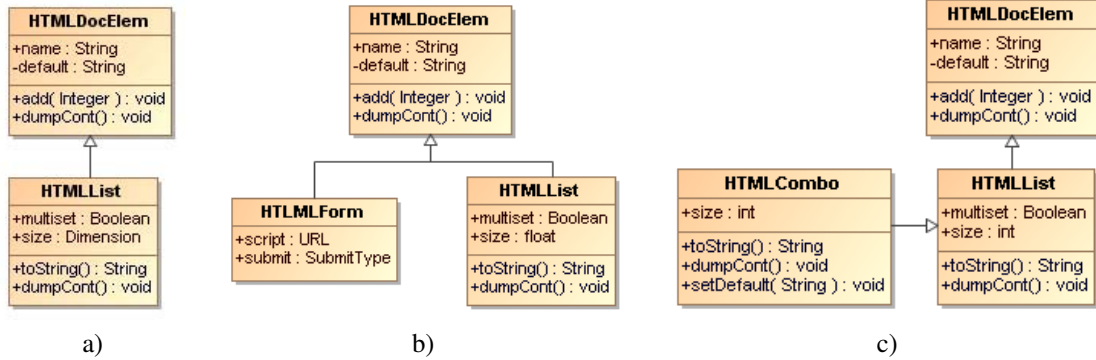 HTMLDocElem
+name : String
-default : String
+add( Integer ) : void
+dumpCont() : void
HTMLList
+multiset : Boolean
+size : Dimension
+toString() : String
+dumpCont() : void
a)
HTMLDocElem
+name : String
-default : String
+add( Integer ) : void
+dumpCont() : void
HTLMLForm
+script : URL
+submit : SubmitType
HTMLList
+multiset : Boolean
+size : float
+toString() : String
+dumpCont() : void
b)
HTMLDocElem
+name : String
-default : String
+add( Integer ) : void
+dumpCont() : void
HTMLCombo
+size : int
+toString() : String
+dumpCont() : void
+setDefault( String ) : void
HTMLList
+multiset : Boolean
+size : int
+toString() : String
+dumpCont() : void
c)